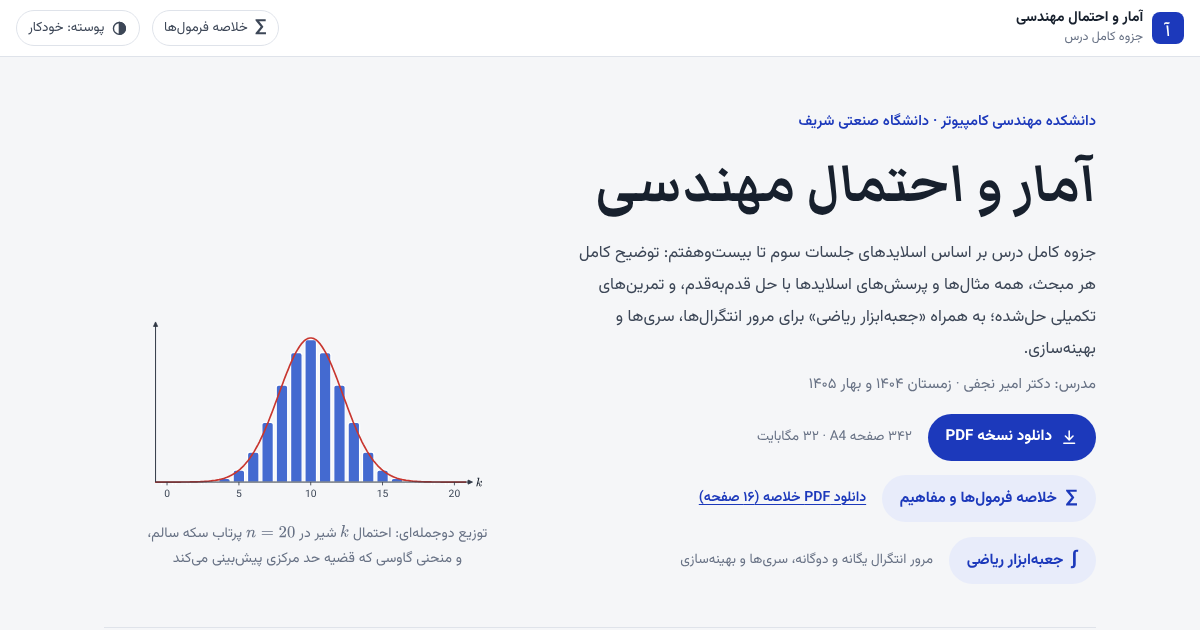 آمار و احتمال مهندسی
جزوه کامل درس
خلاصه فرمول‌ها
پوسته: خودکار
دانشکده مهندسی کامپیوتر · دانشگاه صنعتی شریف
آمار و احتمال مهندسی
جزوه کامل درس بر اساس اسلایدهای جلسات سوم تا بیست‌وهفتم: توضیح کامل
هر مبحث، همه مثال‌ها و پرسش‌های اسلایدها با حل قدم‌به‌قدم، و تمرین‌های
تکمیلی حل‌شده؛ به همراه «جعبه‌ابزار ریاضی» برای مرور انتگرال‌ها، سری‌ها و
بهینه‌سازی.
مدرس: دکتر امیر نجفی · زمستان ۱۴۰۴ و بهار ۱۴۰۵
دانلود نسخه PDF
۳۴۲ صفحه A4 · ۳۲ مگابایت
∑ خلاصه فرمول‌ها و مفاهیم
دانلود PDF خلاصه (۱۶ صفحه)
∫ جعبه‌ابزار ریاضی
مرور انتگرال یگانه و دوگانه، سری‌ها و بهینه‌سازی
0 5 10 15 20 k
توزیع دوجمله‌ای: احتمال k شیر در n = 20 پرتاب سکه سالم،
و منحنی گاوسی که قضیه حد مرکزی پیش‌بینی می‌کند